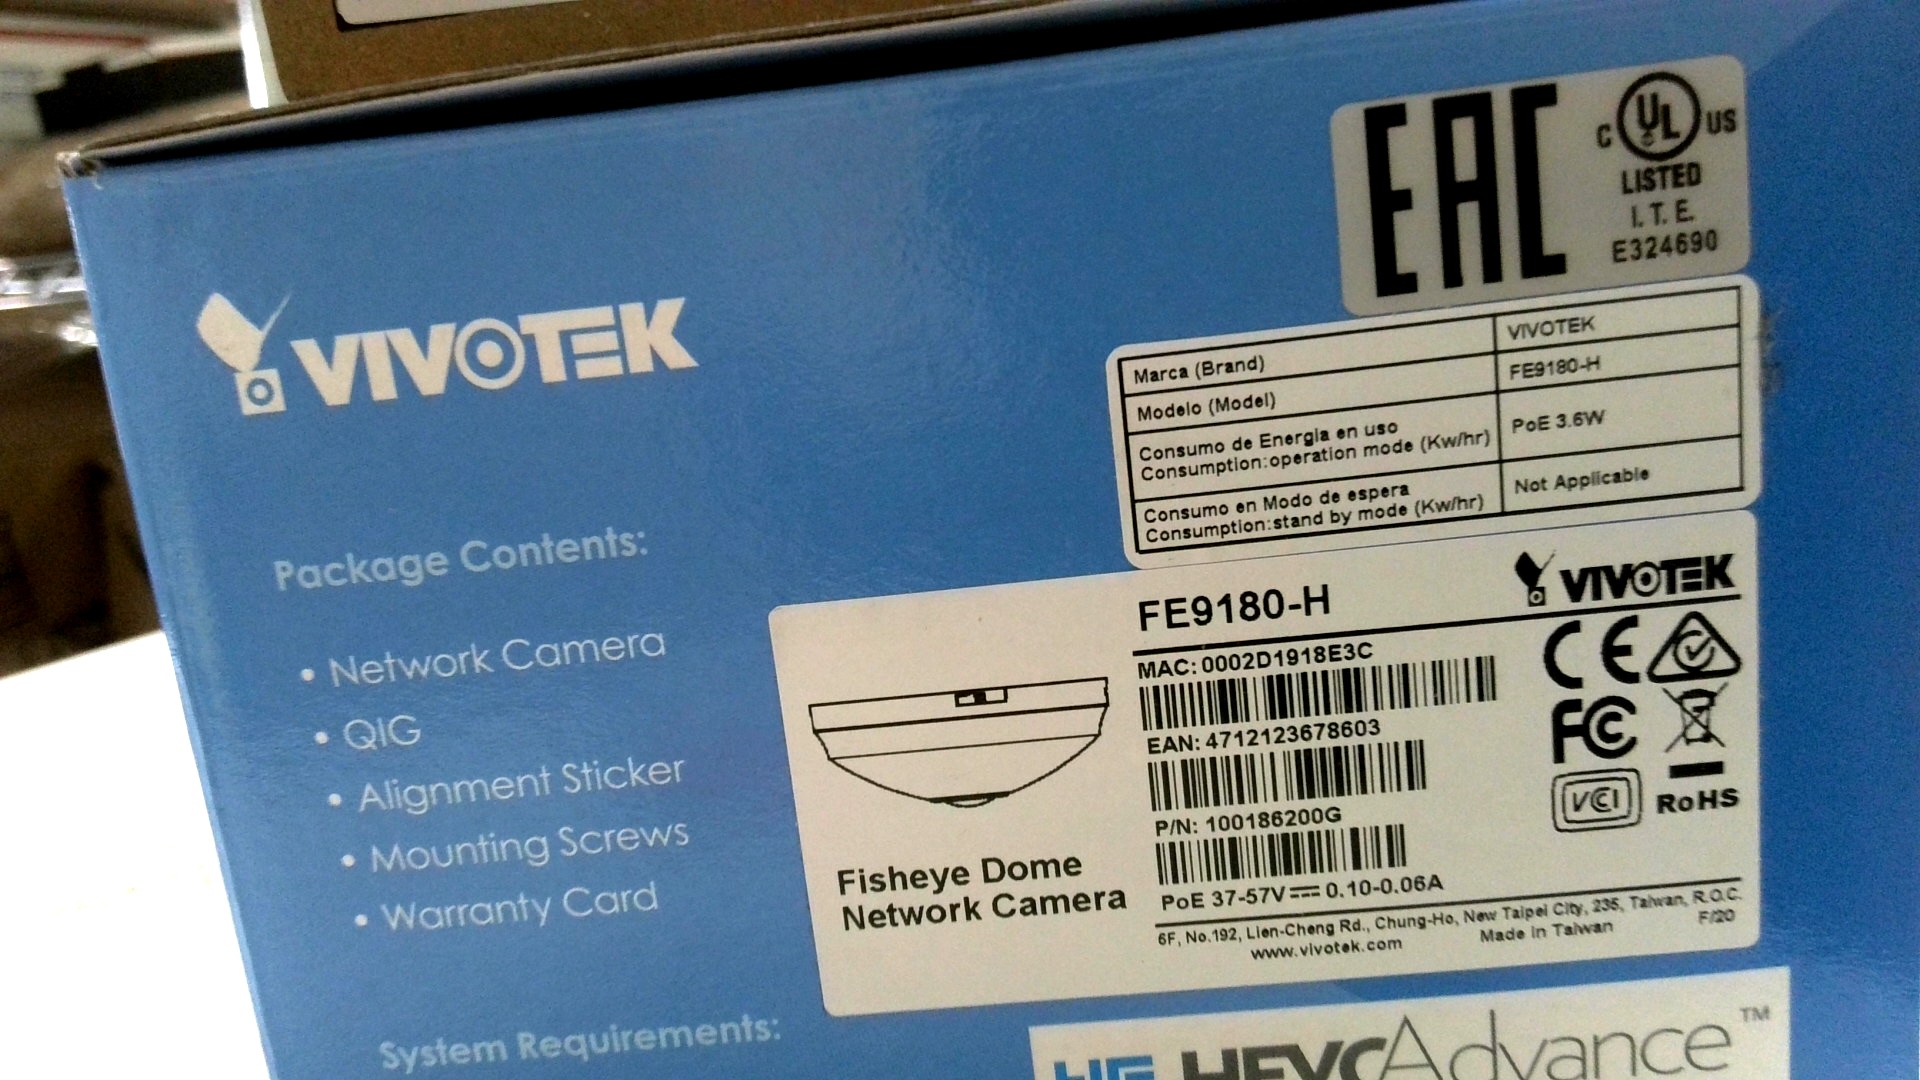 EAC
C UL US
LISTED
I.T.E.
E324690
VIVOTEK
Marca (Brand) VIVOTEK
Modelo (Model) FE9180-H
Consumo de Energia en uso
Consumption:operation mode (Kw/hr) PoE 3.6W
Consumo en Modo de espera
Consumption:stand by mode (Kw/hr) Not Applicable
Package Contents:
• Network Camera
• QIG
• Alignment Sticker
• Mounting Screws
• Warranty Card
System Requirements:
FE9180-H
VIVOTEK
MAC: 0002D1918E3C
EAN: 4712123678603
P/N: 100186200G
PoE 37-57V 0.10-0.06A
CE
FC
VCI
RoHS
Fisheye Dome
Network Camera
6F, No.192, Lien-Cheng Rd., Chung-Ho, New Taipei City, 235, Taiwan, R.O.C.
www.vivotek.com Made in Taiwan F/20
HEVCAdvance™